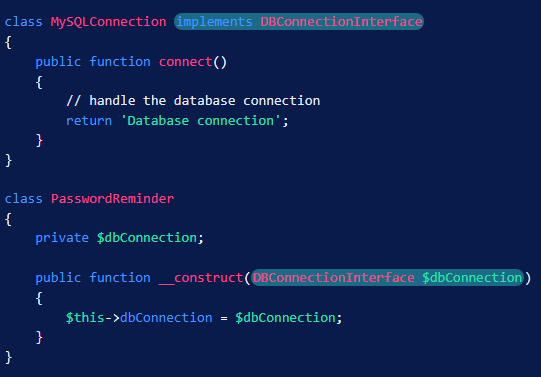 class MySQLConnection implements DBConnectionInterface
{
    public function connect()
    {
        // handle the database connection
        return 'Database connection';
    }
}

class PasswordReminder
{
    private $dbConnection;

    public function __construct(DBConnectionInterface $dbConnection)
    {
        $this->dbConnection = $dbConnection;
    }
}